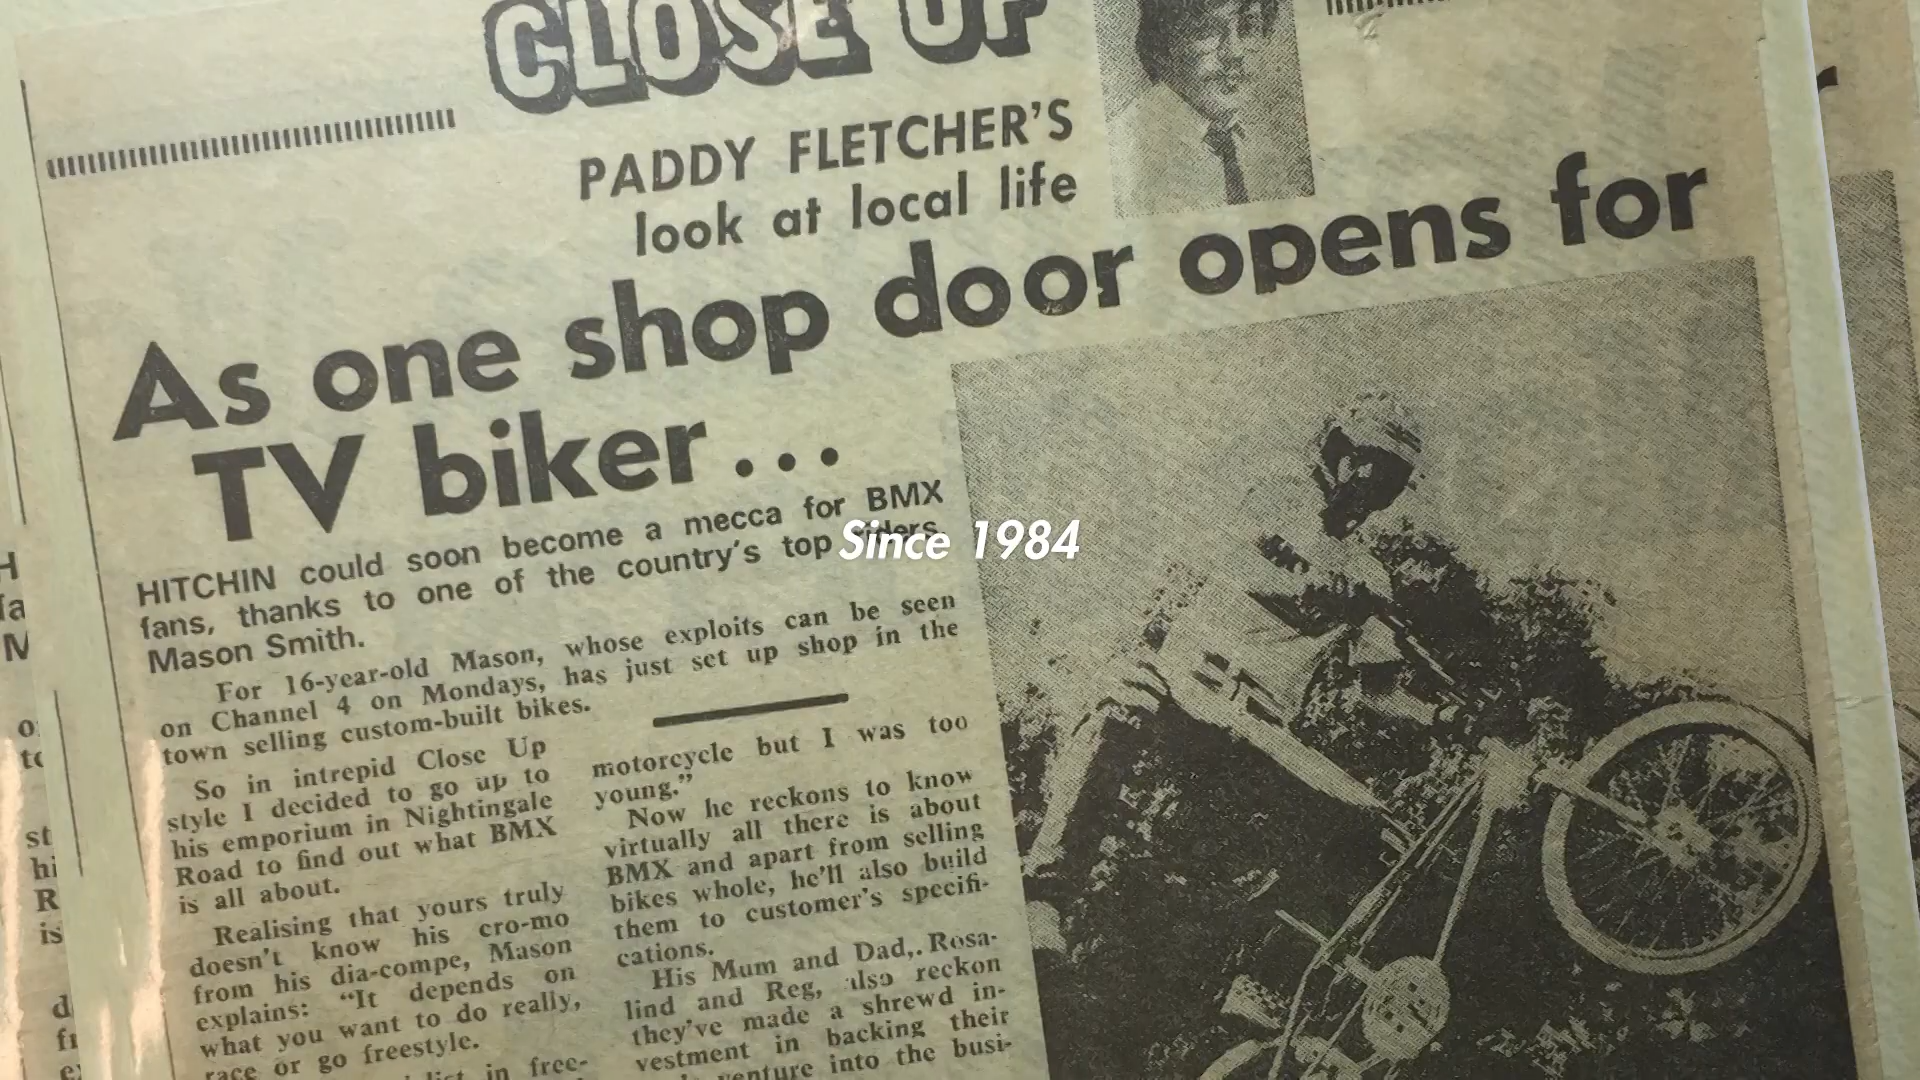 CLOSE UP
PADDY FLETCHER'S
look at local life
As one shop door opens for
TV biker...
HITCHIN could soon become a mecca for BMX
fans, thanks to one of the country's top riders,
Mason Smith.
Since 1984
For 16-year-old Mason, whose exploits can be seen
on Channel 4 on Mondays, has just set up shop in the
town selling custom-built bikes.
So in intrepid Close Up
style I decided to go up to
his emporium in Nightingale
Road to find out what BMX
is all about.
Realising that yours truly
doesn't know his cro-mo
from his dia-compe, Mason
explains: "It depends on
what you want to do really,
race or go freestyle.
in free-
motorcycle but I was too
young."
Now he reckons to know
virtually all there is about
BMX and apart from selling
bikes whole, he'll also build
them to customer's specifi-
cations.
His Mum and Dad,. Rosa-
lind and Reg, also reckon
they've made a shrewd in-
vestment in backing their
venture into the busi-